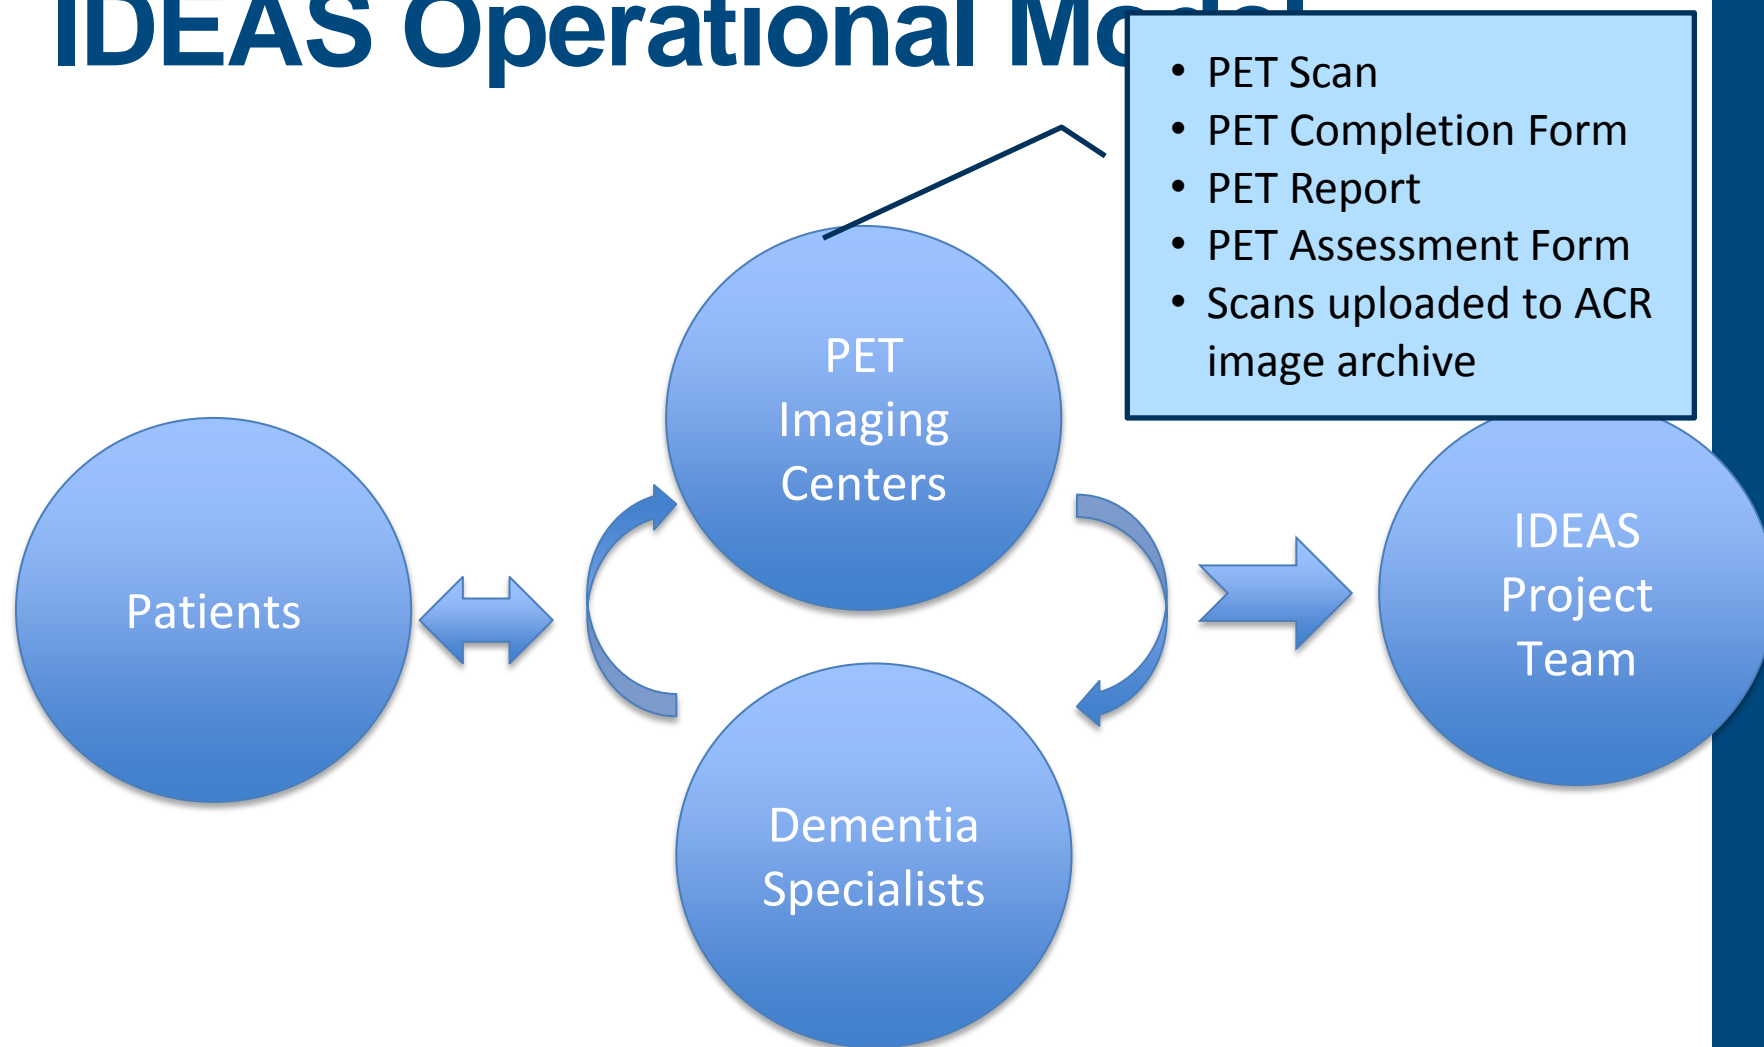 IDEAS Operational Model
• PET Scan
• PET Completion Form
• PET Report
• PET Assessment Form
• Scans uploaded to ACR
image archive
PET
Imaging
Centers
Patients
IDEAS
Project
Team
Dementia
Specialists